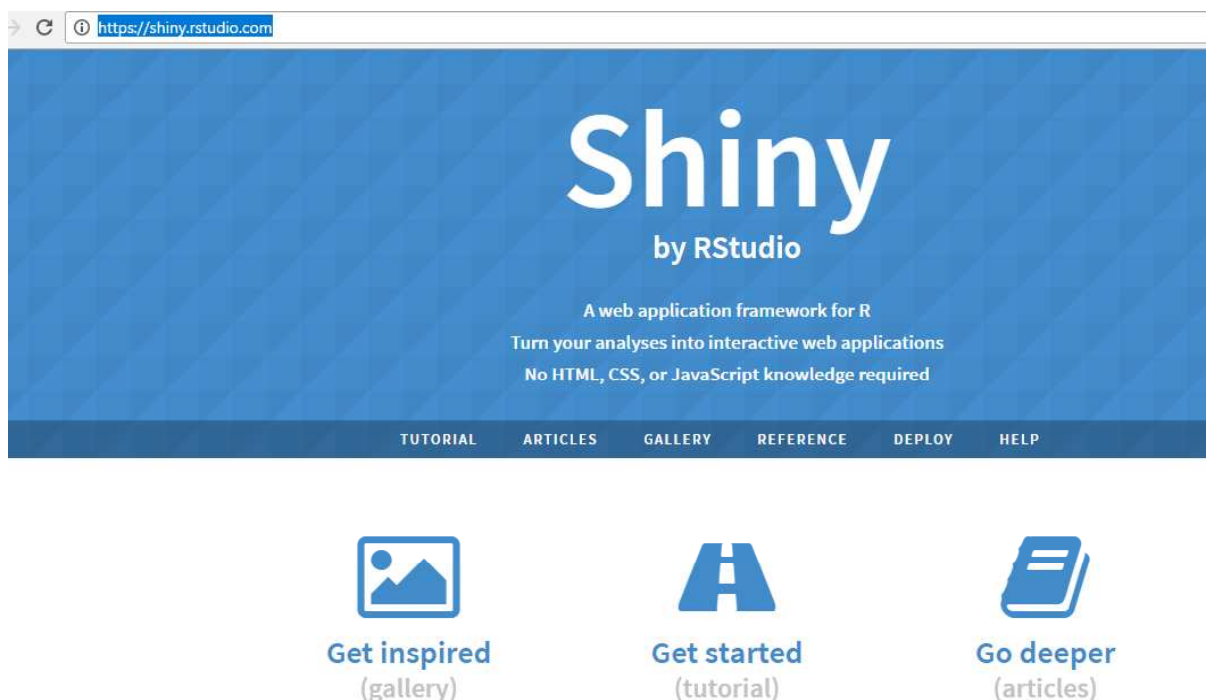 https://shiny.rstudio.com
Shiny
by RStudio
A web application framework for R
Turn your analyses into interactive web applications
No HTML, CSS, or JavaScript knowledge required
TUTORIAL ARTICLES GALLERY REFERENCE DEPLOY HELP
Get inspired Get started Go deeper
(gallery) (tutorial) (articles)